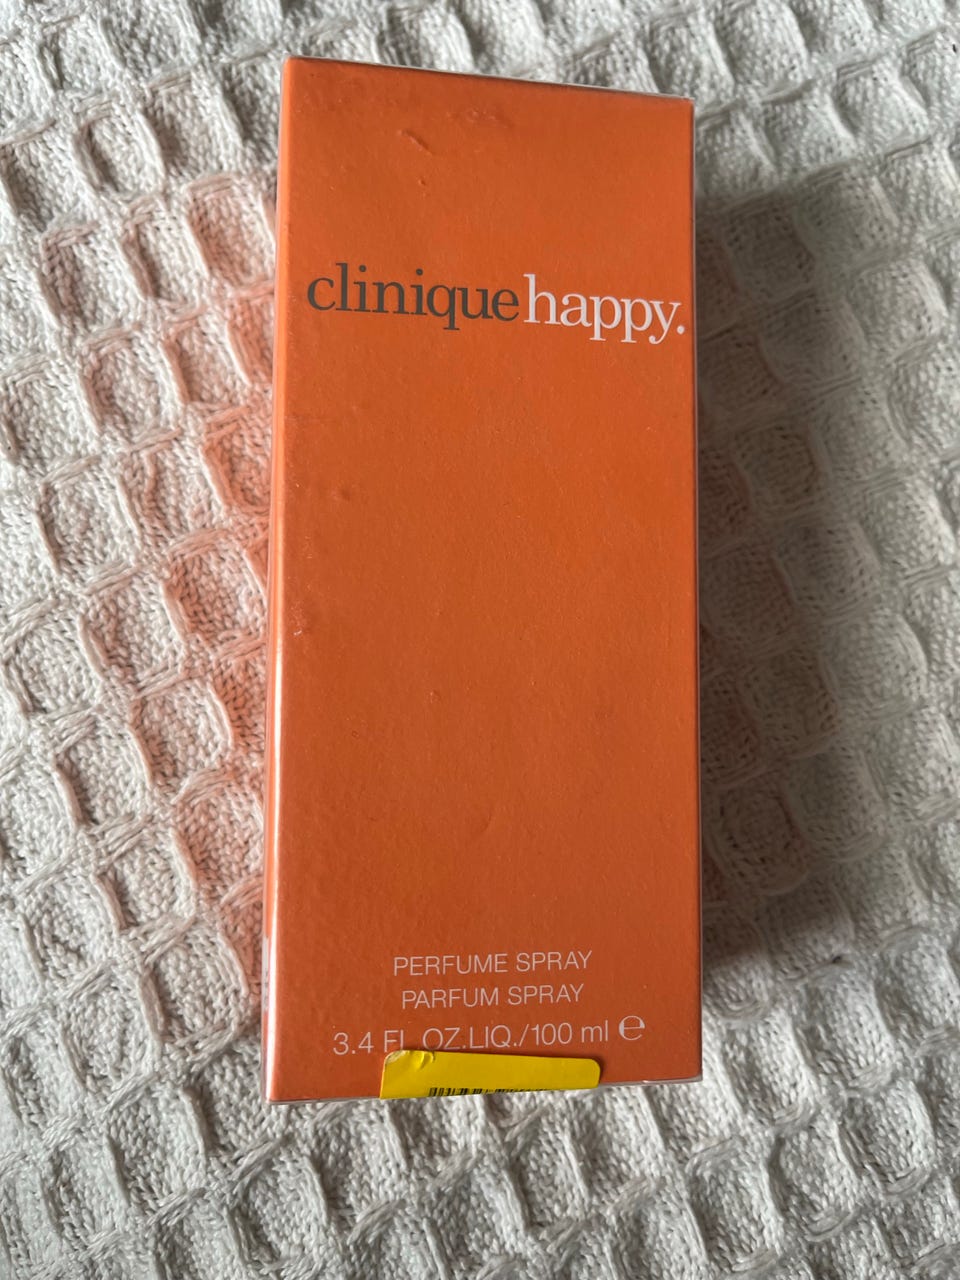 clinique happy.
PERFUME SPRAY
PARFUM SPRAY
3.4 FL OZ.LIQ./100 ml ℮